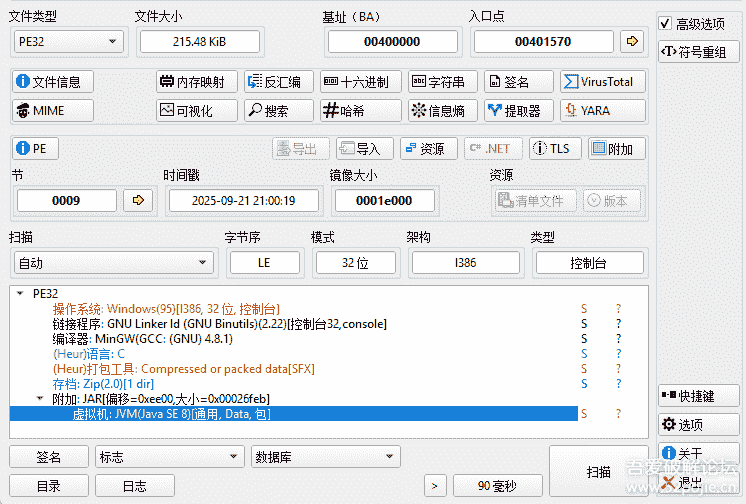 文件类型 文件大小 基址（BA） 入口点 高级选项
PE32 215.48 KiB 00400000 00401570
<T>符号重组
文件信息 内存映射 反汇编 十六进制 字符串 签名 VirusTotal
MIME 可视化 搜索 哈希 信息熵 提取器 YARA
PE 导出 导入 资源 .NET TLS 附加
节 时间戳 镜像大小 资源
0009 2025-09-21 21:00:19 0001e000 清单文件 版本
扫描 字节序 模式 架构 类型
自动 LE 32 位 I386 控制台
PE32
操作系统: Windows(95)[I386, 32 位, 控制台] S ?
链接程序: GNU Linker ld (GNU Binutils)(2.22)[控制台32,console] S ?
编译器: MinGW(GCC: (GNU) 4.8.1) S ?
(Heur)语言: C S ?
(Heur)打包工具: Compressed or packed data[SFX] S ?
存档: Zip(2.0)[1 dir] S ?
附加: JAR[偏移=0xee00,大小=0x00026feb]
虚拟机: JVM(Java SE 8)[通用, Data, 包] S ?
快捷键
选项
签名 标志 数据库 扫描 关于
目录 日志 > 90 毫秒 退出
吾爱破解论坛
www.52pojie.cn